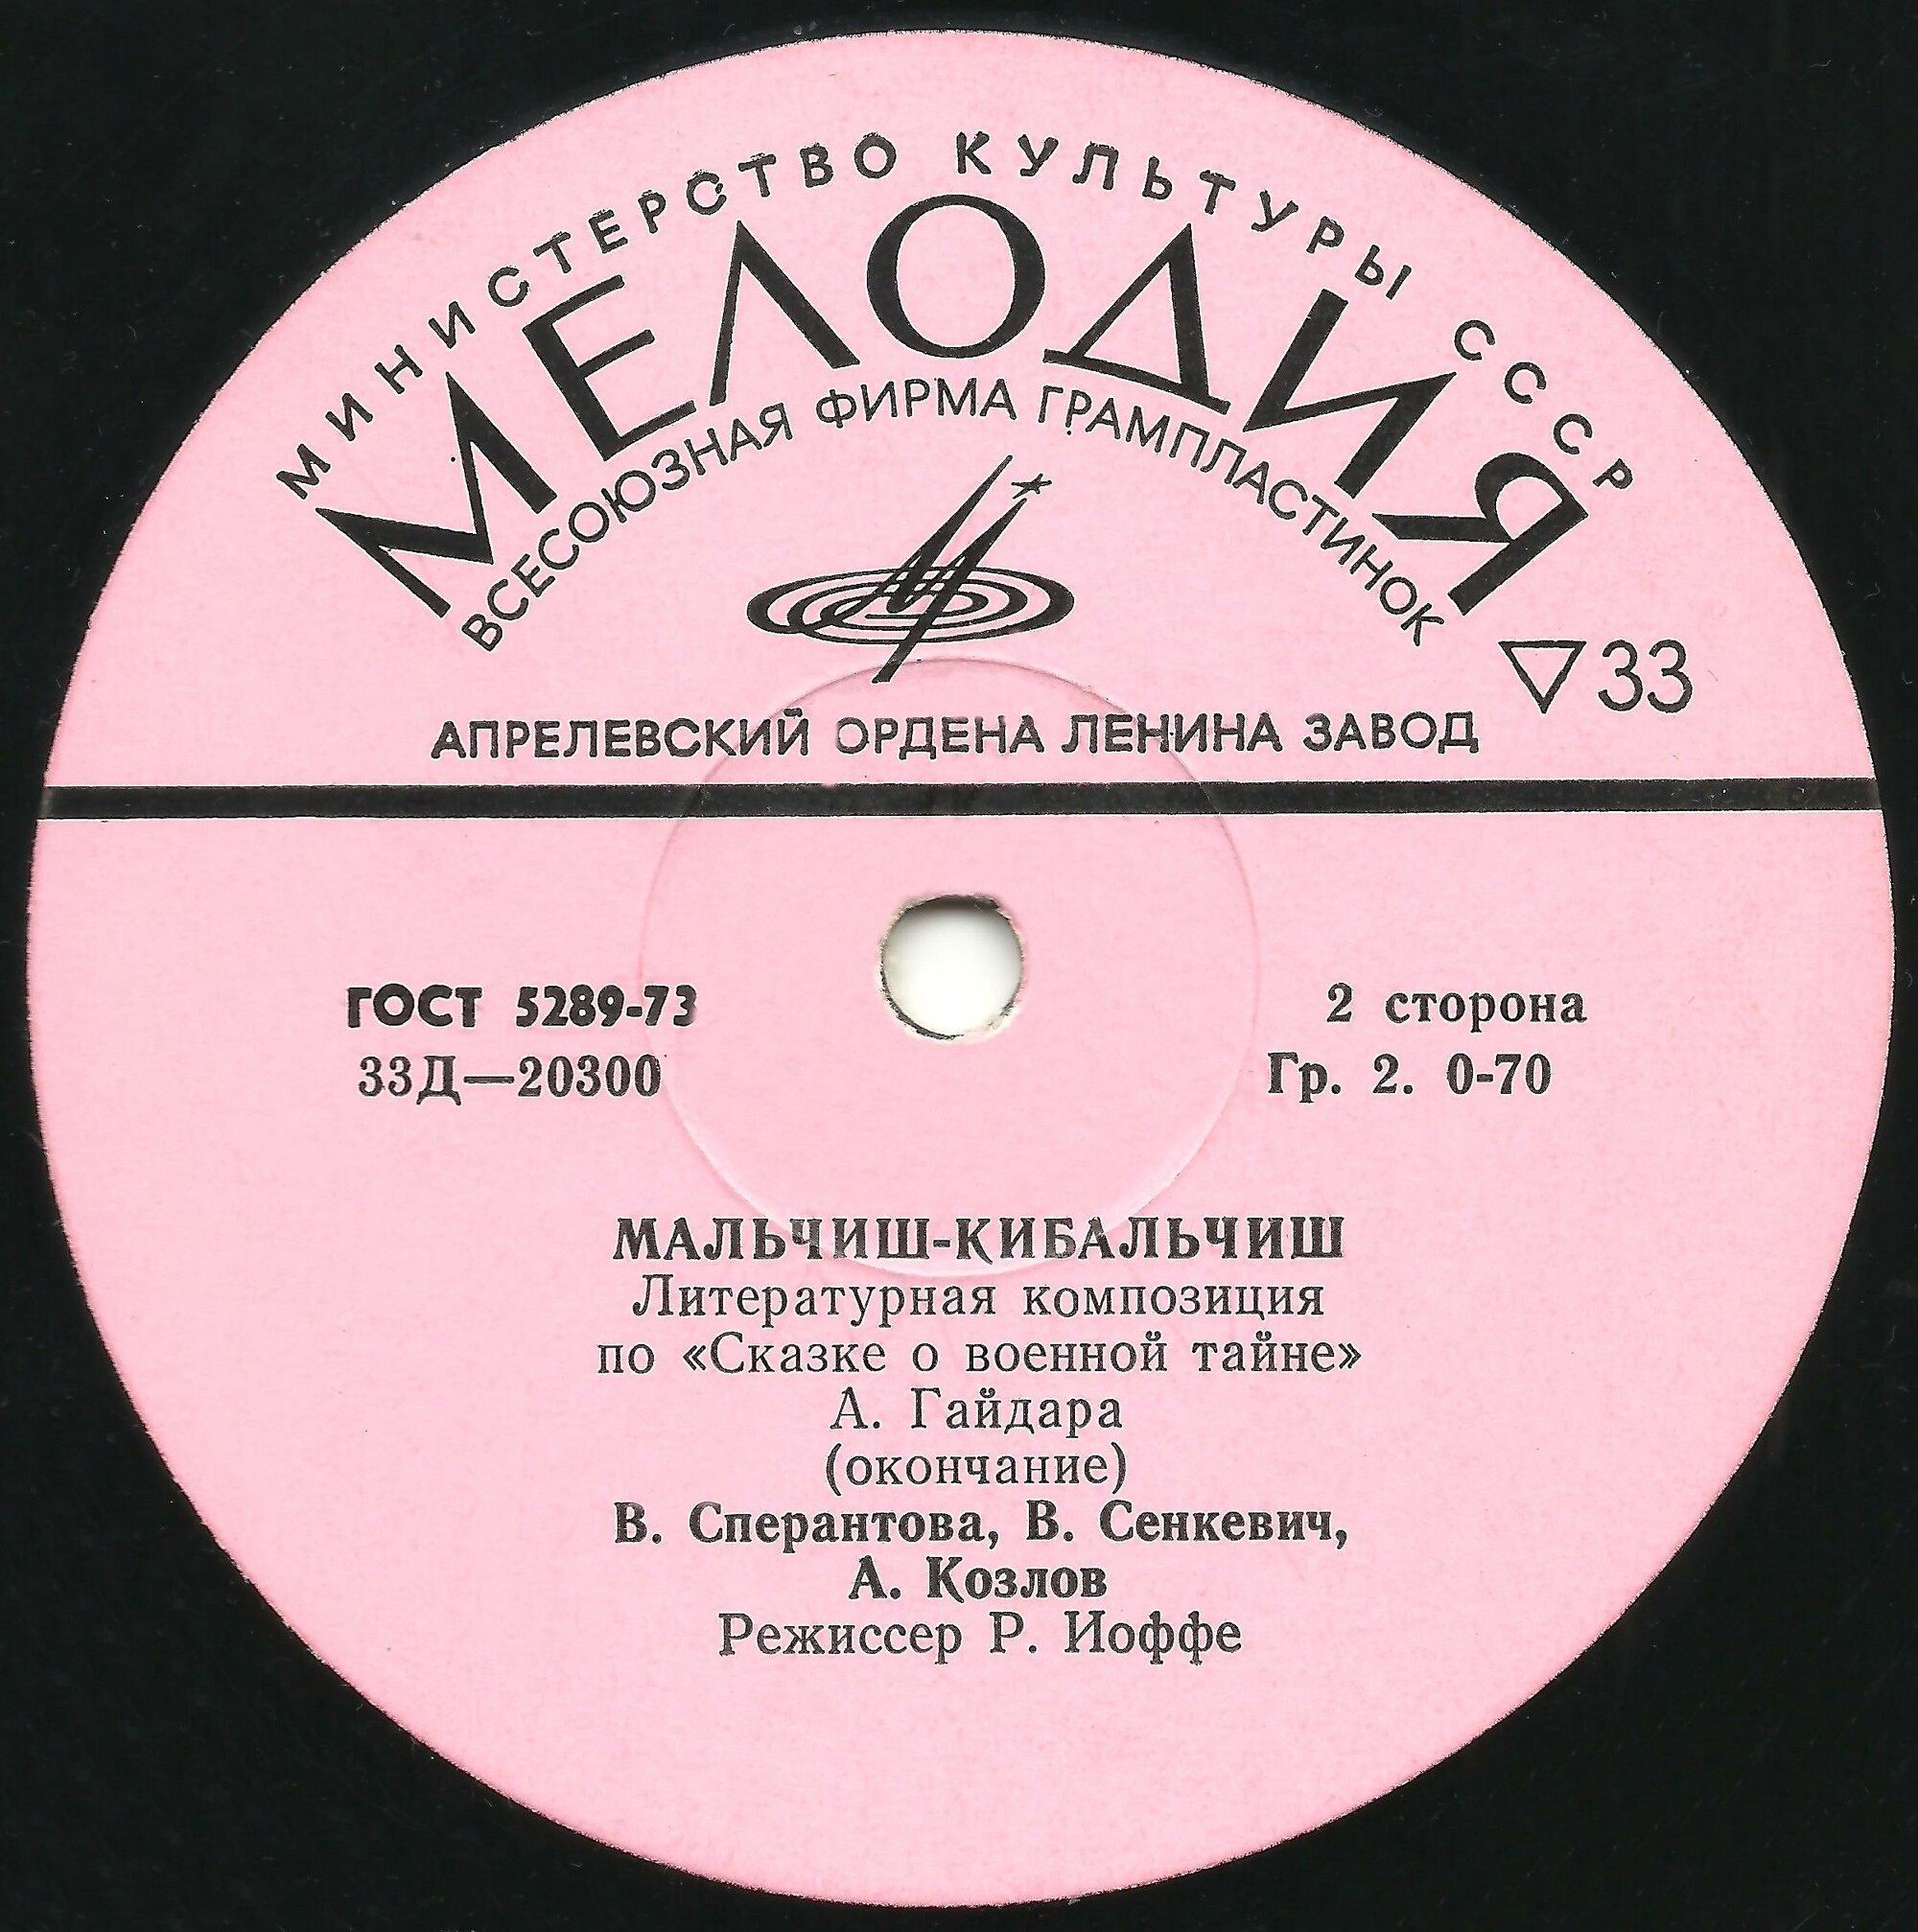 МИНИСТЕРСТВО КУЛЬТУРЫ СССР
МЕЛОДИЯ
ВСЕСОЮЗНАЯ ФИРМА ГРАМПЛАСТИНОК
33
АПРЕЛЕВСКИЙ ОРДЕНА ЛЕНИНА ЗАВОД
ГОСТ 5289-73
33Д—20300
2 сторона
Гр. 2. 0-70
МАЛЬЧИШ-КИБАЛЬЧИШ
Литературная композиция
по «Сказке о военной тайне»
А. Гайдара
(окончание)
В. Сперантова, В. Сенкевич,
А. Козлов
Режиссер Р. Иоффе